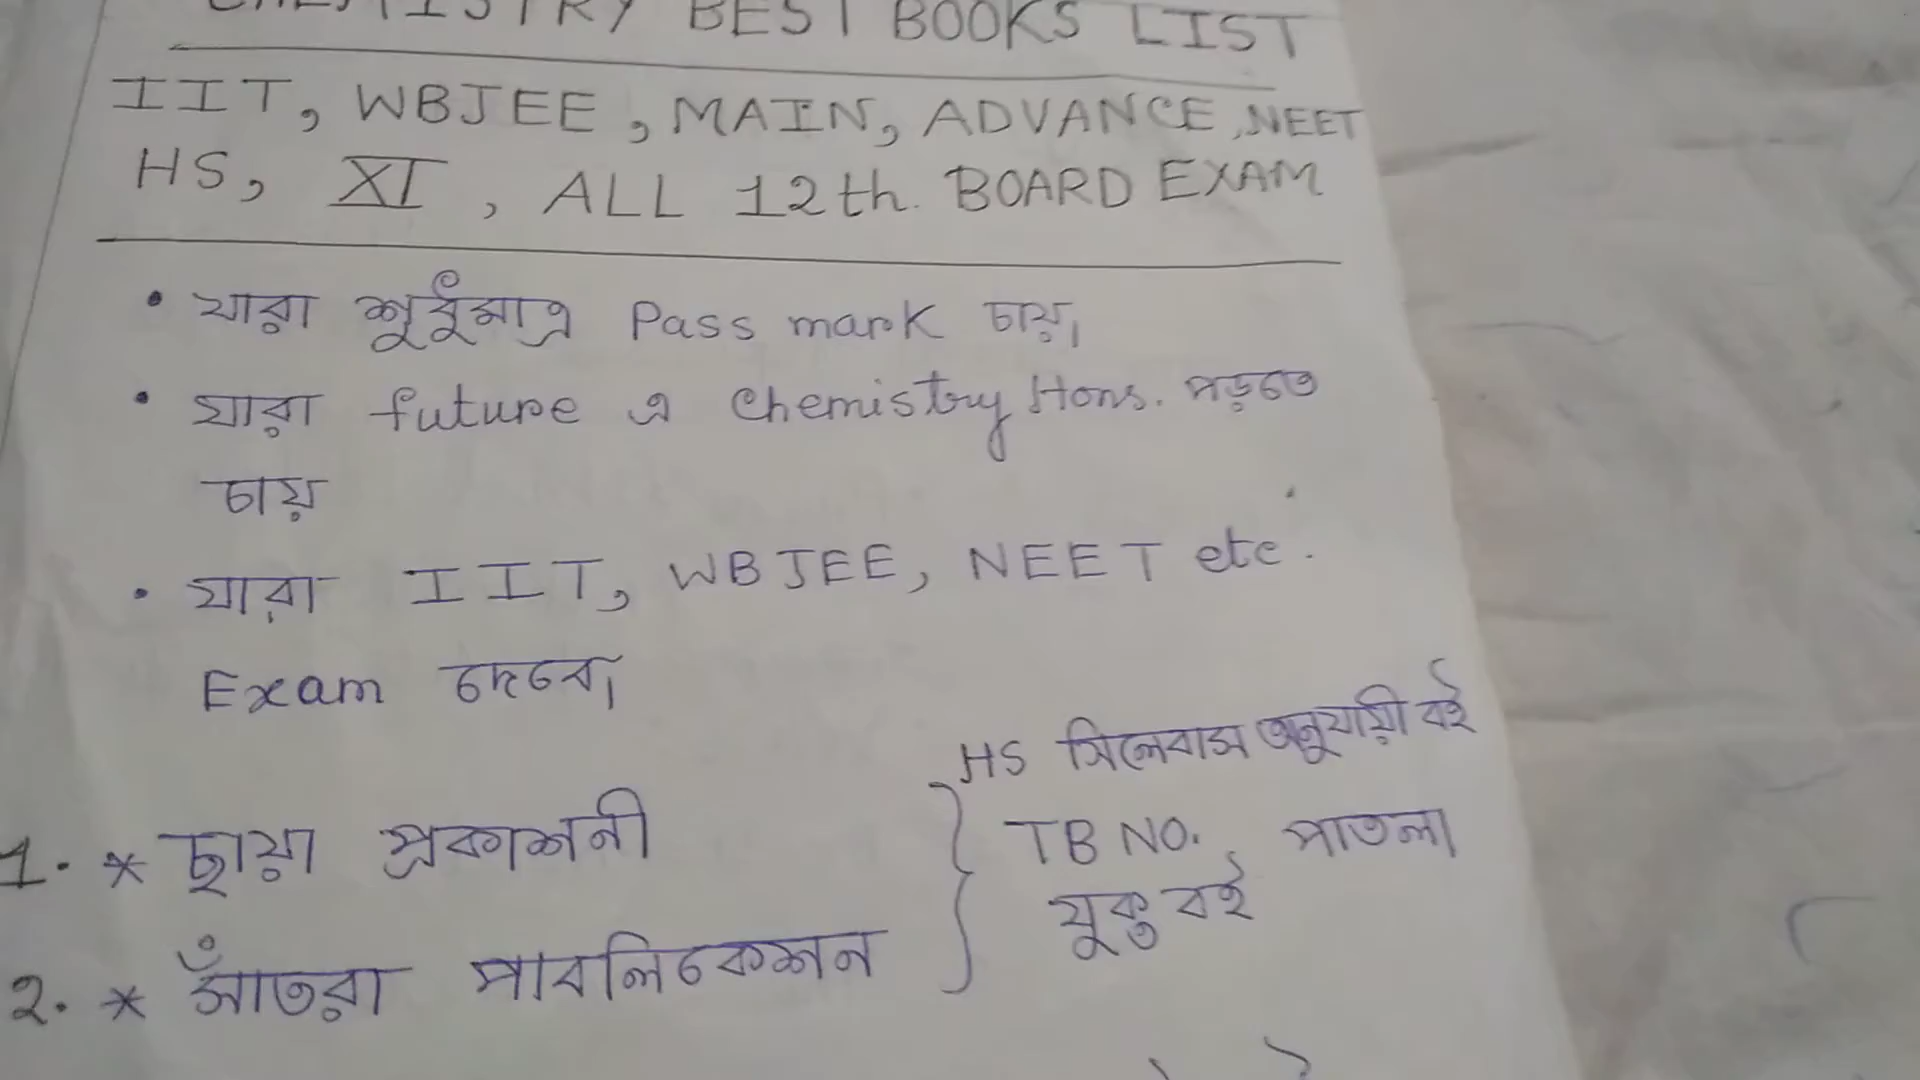 CHEMISTRY BEST BOOKS LIST
IIT, WBJEE, MAIN, ADVANCE, NEET
HS, XI, ALL 12th. BOARD EXAM
• যারা শুধুমাত্র Pass mark চায়,
• যারা future এ Chemistry Hons. পড়তে
চায়
• যারা IIT, WBJEE, NEET etc.
Exam দেবে,
HS সিলেবাস অনুযায়ী বই
1. * ছায়া প্রকাশনী
TB NO. পাতলা
যুক্ত বই
2. * সাঁতরা পাবলিকেশন